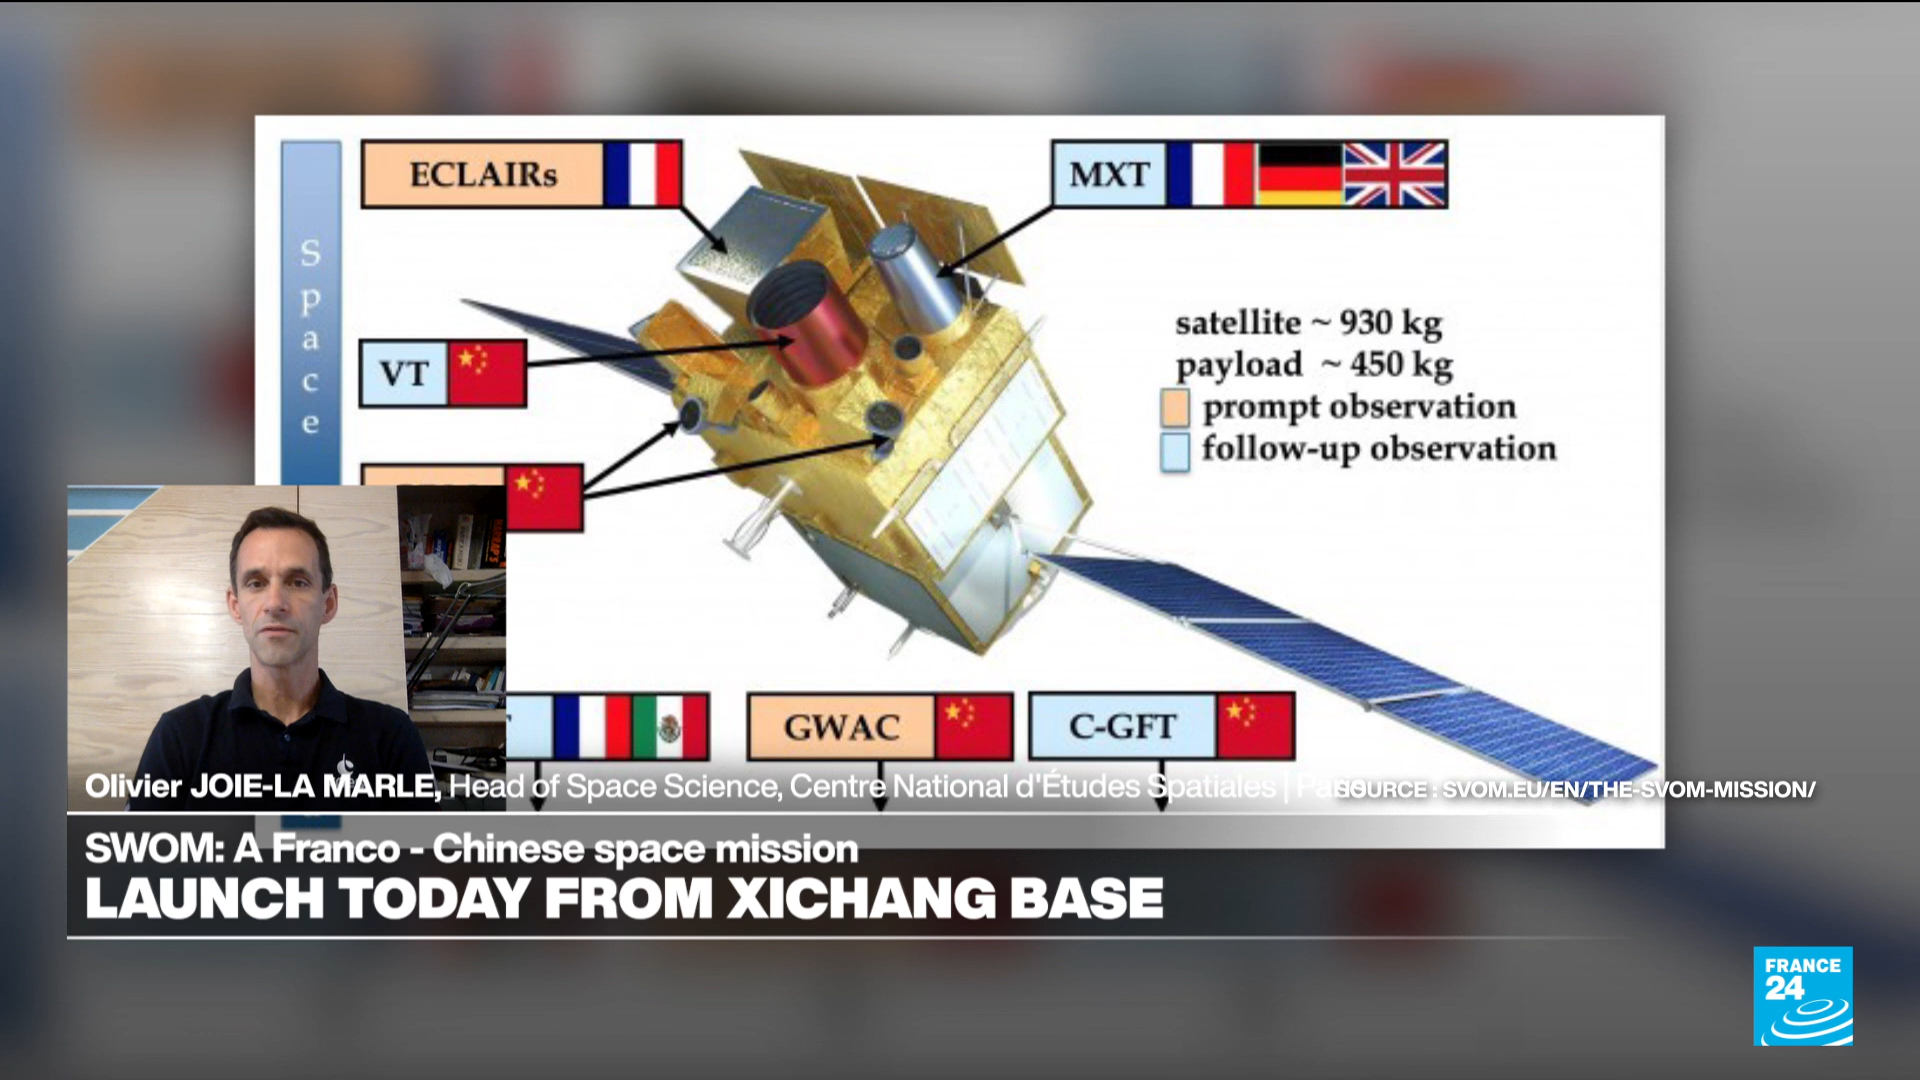 Space
ECLAIRs
MXT
satellite ~ 930 kg
payload ~ 450 kg
prompt observation
follow-up observation
VT
GWAC
C-GFT
Olivier JOIE-LA MARLE, Head of Space Science, Centre National d'Études Spatiales |
SOURCE : SVOM.EU/EN/THE-SVOM-MISSION/
SWOM: A Franco - Chinese space mission
LAUNCH TODAY FROM XICHANG BASE
FRANCE
24